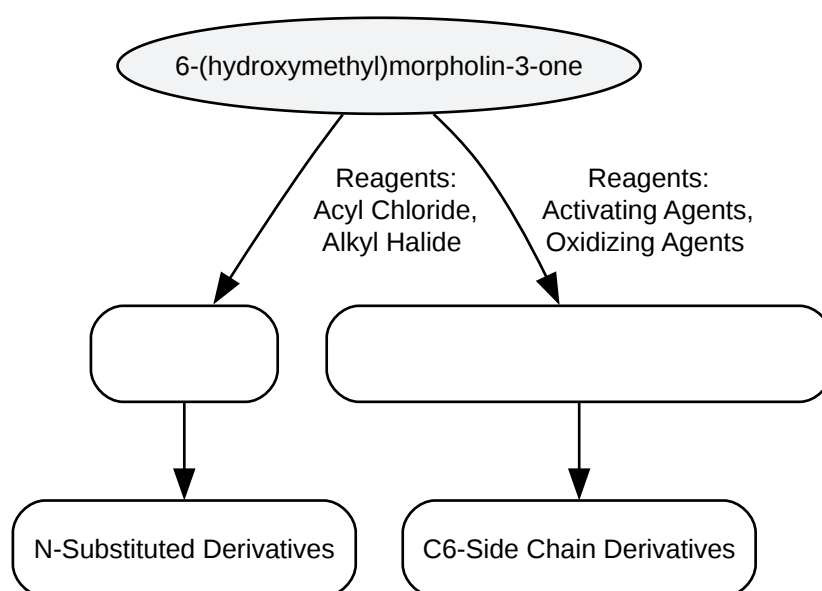 6-(hydroxymethyl)morpholin-3-one
Reagents:
Acyl Chloride,
Alkyl Halide
Reagents:
Activating Agents,
Oxidizing Agents
N-Substituted Derivatives
C6-Side Chain Derivatives